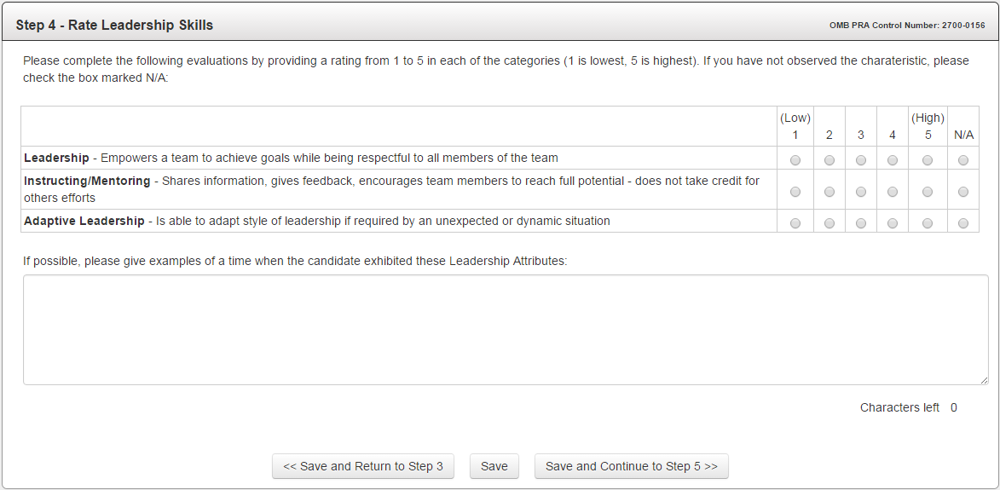 Step 4 - Rate Leadership Skills
OMB PRA Control Number: 2700-0156
Please complete the following evaluations by providing a rating from 1 to 5 in each of the categories (1 is lowest, 5 is highest). If you have not observed the charateristic, please
check the box marked N/A:
(Low) (High)
1 2 3 4 5 N/A
Leadership - Empowers a team to achieve goals while being respectful to all members of the team
Instructing/Mentoring - Shares information, gives feedback, encourages team members to reach full potential - does not take credit for
others efforts
Adaptive Leadership - Is able to adapt style of leadership if required by an unexpected or dynamic situation
If possible, please give examples of a time when the candidate exhibited these Leadership Attributes:
Characters left 0
<< Save and Return to Step 3 Save Save and Continue to Step 5 >>